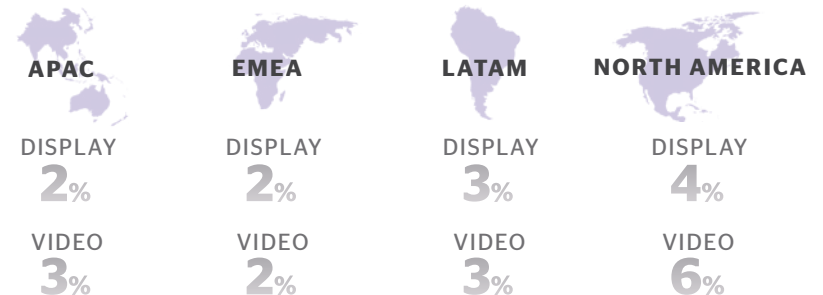 APAC
DISPLAY
2%
VIDEO
3%
EMEA
DISPLAY
2%
VIDEO
2%
LATAM
DISPLAY
3%
VIDEO
3%
NORTH AMERICA
DISPLAY
4%
VIDEO
6%